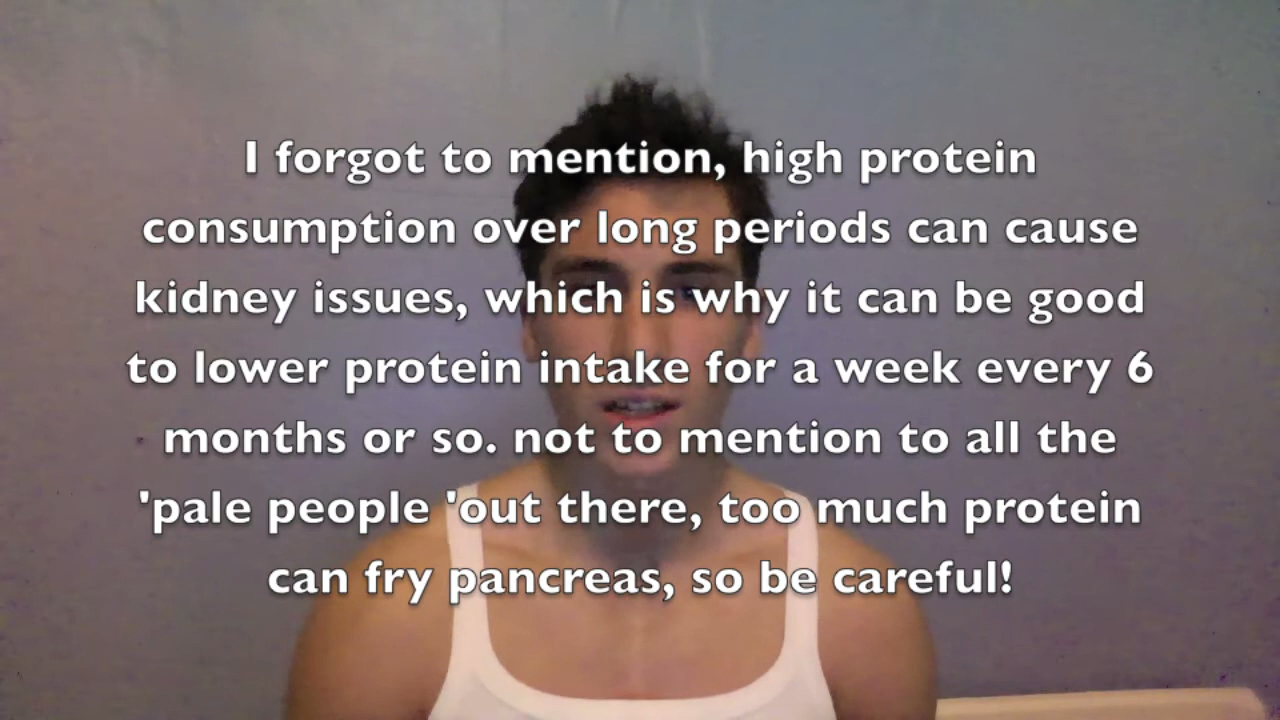 I forgot to mention, high protein
consumption over long periods can cause
kidney issues, which is why it can be good
to lower protein intake for a week every 6
months or so. not to mention to all the
'pale people 'out there, too much protein
can fry pancreas, so be careful!